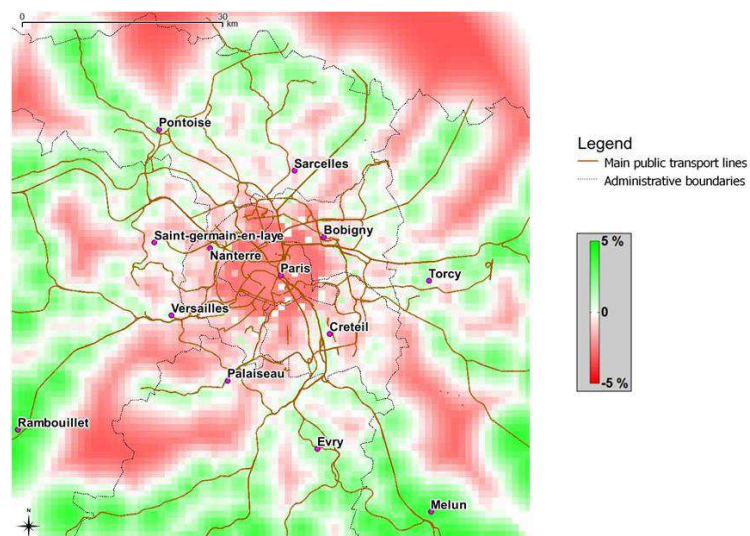 0 30
km
Pontoise
Sarcelles
Saint-germain-en-laye
Bobigny
Nanterre
Paris
Torcy
Versailles
Creteil
Palaiseau
Rambouillet
Evry
Melun
N
Legend
Main public transport lines
Administrative boundaries
5 %
0
-5 %